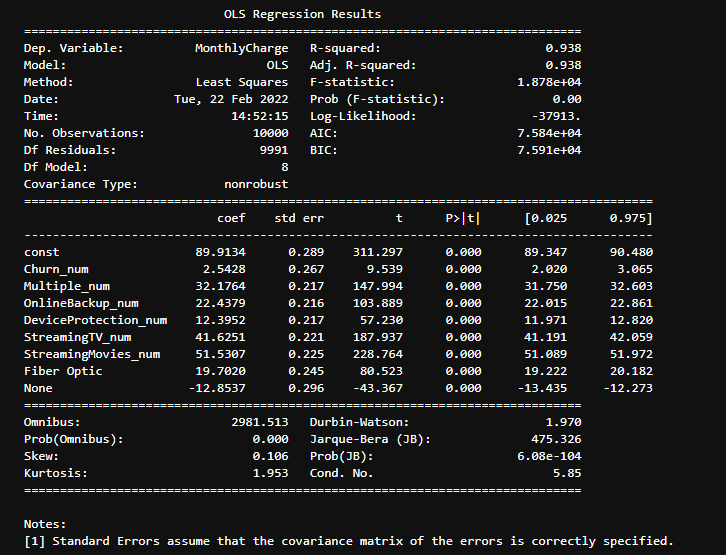 OLS Regression Results
==============================================================================
Dep. Variable: MonthlyCharge R-squared: 0.938
Model: OLS Adj. R-squared: 0.938
Method: Least Squares F-statistic: 1.878e+04
Date: Tue, 22 Feb 2022 Prob (F-statistic): 0.00
Time: 14:52:15 Log-Likelihood: -37913.
No. Observations: 10000 AIC: 7.584e+04
Df Residuals: 9991 BIC: 7.591e+04
Df Model: 8
Covariance Type: nonrobust
========================================================================================
coef std err t P>|t| [0.025 0.975]
----------------------------------------------------------------------------------------
const 89.9134 0.289 311.297 0.000 89.347 90.480
Churn_num 2.5428 0.267 9.539 0.000 2.020 3.065
Multiple_num 32.1764 0.217 147.994 0.000 31.750 32.603
OnlineBackup_num 22.4379 0.216 103.889 0.000 22.015 22.861
DeviceProtection_num 12.3952 0.217 57.230 0.000 11.971 12.820
StreamingTV_num 41.6251 0.221 187.937 0.000 41.191 42.059
StreamingMovies_num 51.5307 0.225 228.764 0.000 51.089 51.972
Fiber Optic 19.7020 0.245 80.523 0.000 19.222 20.182
None -12.8537 0.296 -43.367 0.000 -13.435 -12.273
==============================================================================
Omnibus: 2981.513 Durbin-Watson: 1.970
Prob(Omnibus): 0.000 Jarque-Bera (JB): 475.326
Skew: 0.106 Prob(JB): 6.08e-104
Kurtosis: 1.953 Cond. No. 5.85
==============================================================================
Notes:
[1] Standard Errors assume that the covariance matrix of the errors is correctly specified.